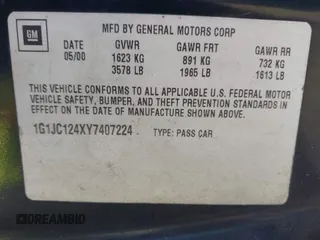 GM
MFD BY GENERAL MOTORS CORP
DATE GVWR GAWR FRT GAWR RR
05/00 1623 KG 891 KG 732 KG
3578 LB 1965 LB 1613 LB
THIS VEHICLE CONFORMS TO ALL APPLICABLE U.S. FEDERAL MOTOR
VEHICLE SAFETY, BUMPER, AND THEFT PREVENTION STANDARDS IN
EFFECT ON THE DATE OF MANUFACTURE SHOWN ABOVE.
1G1JC124XY7407224 TYPE: PASS CAR
© DREAMBID